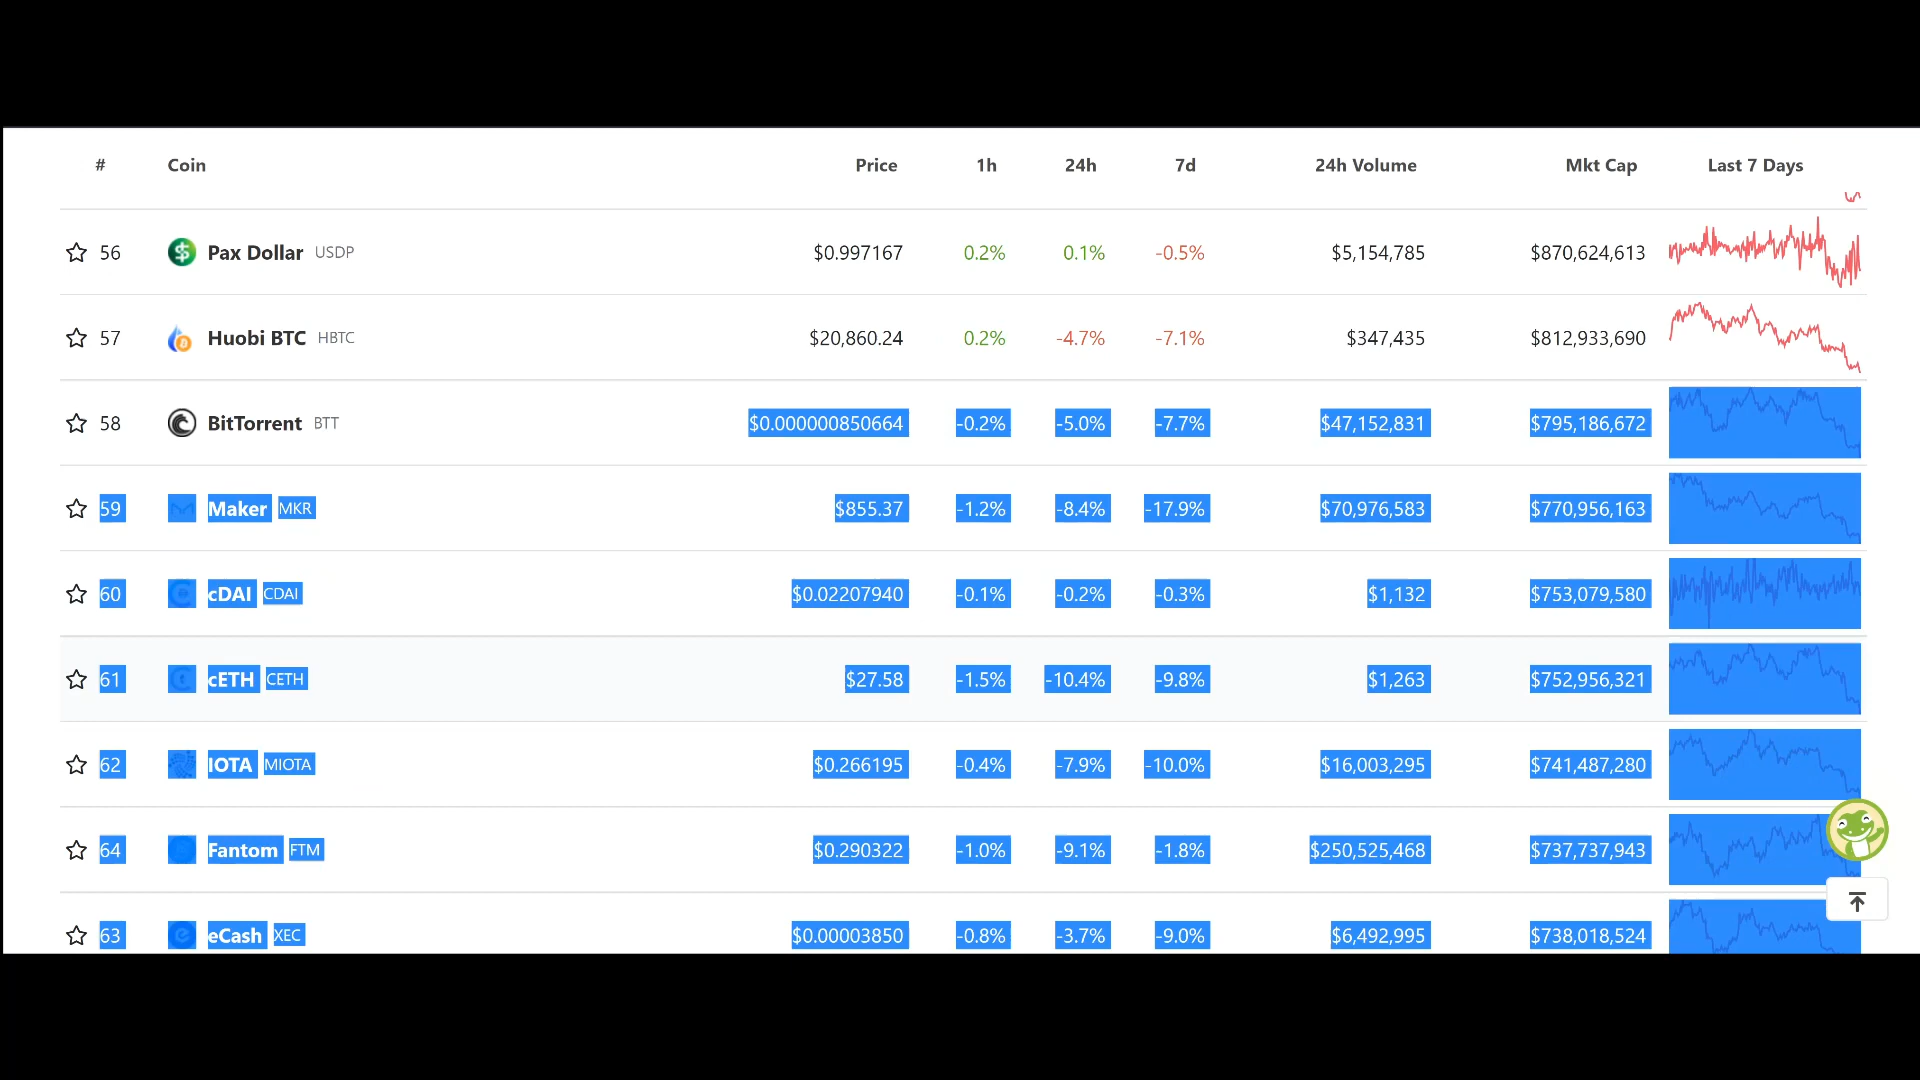 # Coin Price 1h 24h 7d 24h Volume Mkt Cap Last 7 Days
56 Pax Dollar USDP $0.997167 0.2% 0.1% -0.5% $5,154,785 $870,624,613
57 Huobi BTC HBTC $20,860.24 0.2% -4.7% -7.1% $347,435 $812,933,690
58 BitTorrent BTT $0.000000850664 -0.2% -5.0% -7.7% $47,152,831 $795,186,672
59 Maker MKR $855.37 -1.2% -8.4% -17.9% $70,976,583 $770,956,163
60 cDAI CDAI $0.02207940 -0.1% -0.2% -0.3% $1,132 $753,079,580
61 cETH CETH $27.58 -1.5% -10.4% -9.8% $1,263 $752,956,321
62 IOTA MIOTA $0.266195 -0.4% -7.9% -10.0% $16,003,295 $741,487,280
64 Fantom FTM $0.290322 -1.0% -9.1% -1.8% $250,525,468 $737,737,943
63 eCash XEC $0.00003850 -0.8% -3.7% -9.0% $6,492,995 $738,018,524